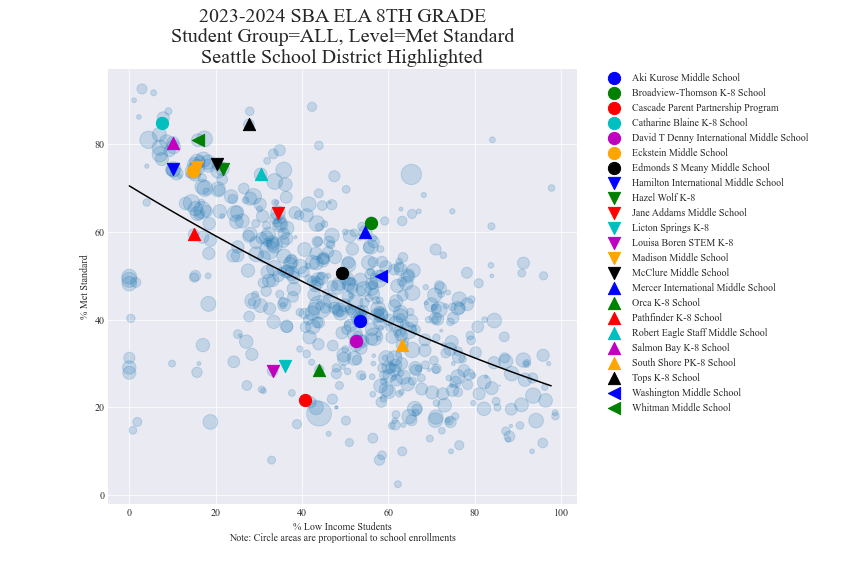 2023-2024 SBA ELA 8TH GRADE
Student Group=ALL, Level=Met Standard
Seattle School District Highlighted
% Met Standard
80
60
40
20
0
0 20 40 60 80 100
% Low Income Students
Note: Circle areas are proportional to school enrollments
Aki Kurose Middle School
Broadview-Thomson K-8 School
Cascade Parent Partnership Program
Catharine Blaine K-8 School
David T Denny International Middle School
Eckstein Middle School
Edmonds S Meany Middle School
Hamilton International Middle School
Hazel Wolf K-8
Jane Addams Middle School
Licton Springs K-8
Louisa Boren STEM K-8
Madison Middle School
McClure Middle School
Mercer International Middle School
Orca K-8 School
Pathfinder K-8 School
Robert Eagle Staff Middle School
Salmon Bay K-8 School
South Shore PK-8 School
Tops K-8 School
Washington Middle School
Whitman Middle School